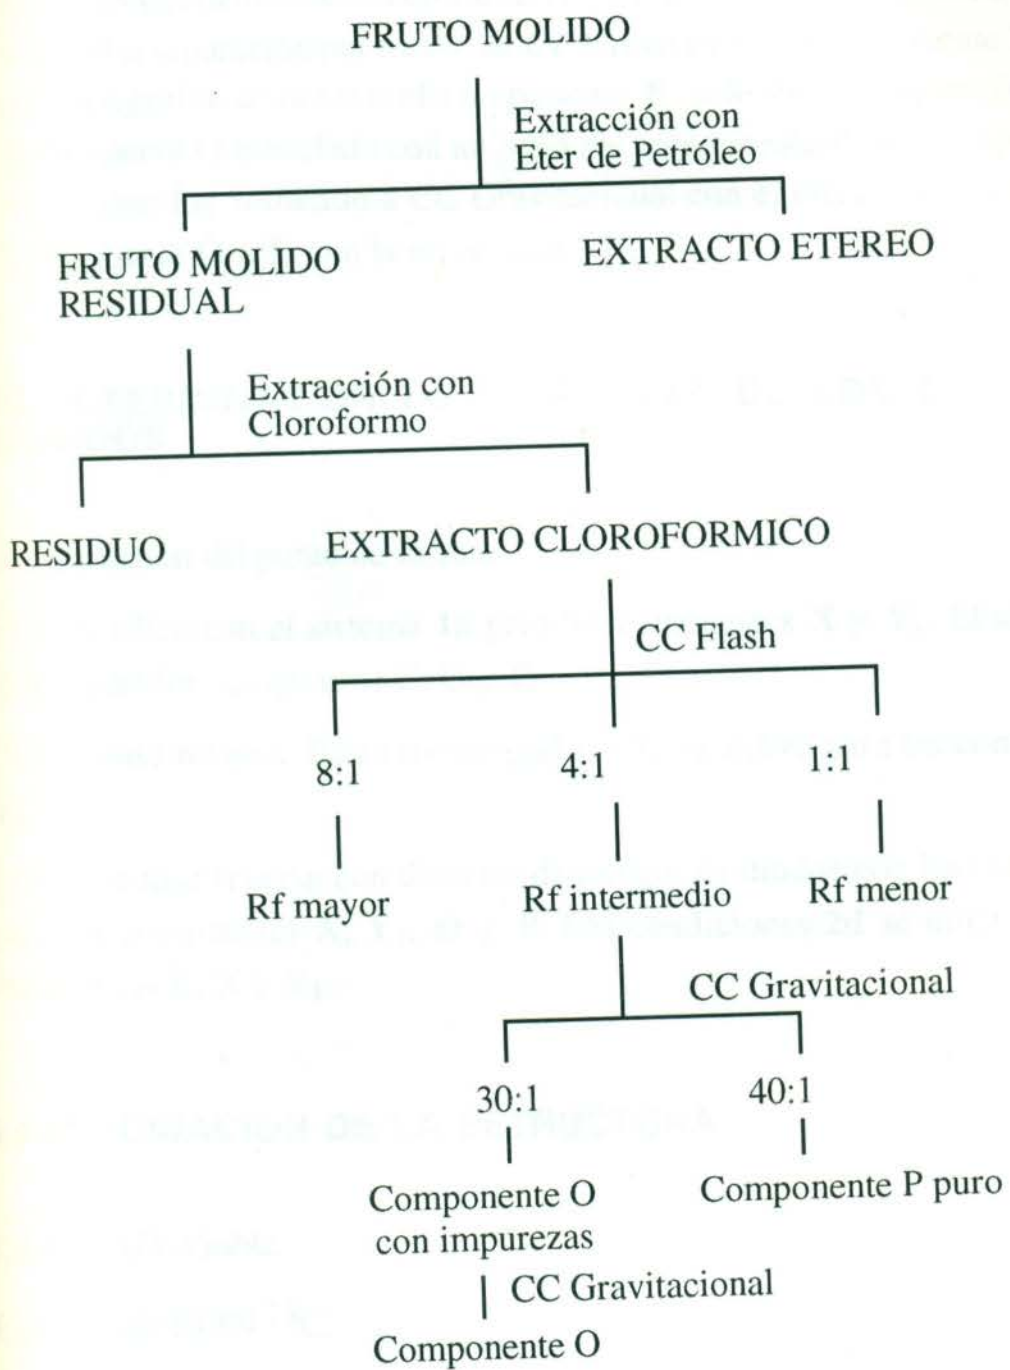 FRUTO MOLIDO
Extracción con
Eter de Petróleo
FRUTO MOLIDO
RESIDUAL
EXTRACTO ETEREO
Extracción con
Cloroformo
RESIDUO
EXTRACTO CLOROFORMICO
CC Flash
8:1
4:1
1:1
Rf mayor
Rf intermedio
Rf menor
CC Gravitacional
30:1
40:1
Componente O
con impurezas
Componente P puro
CC Gravitacional
Componente O